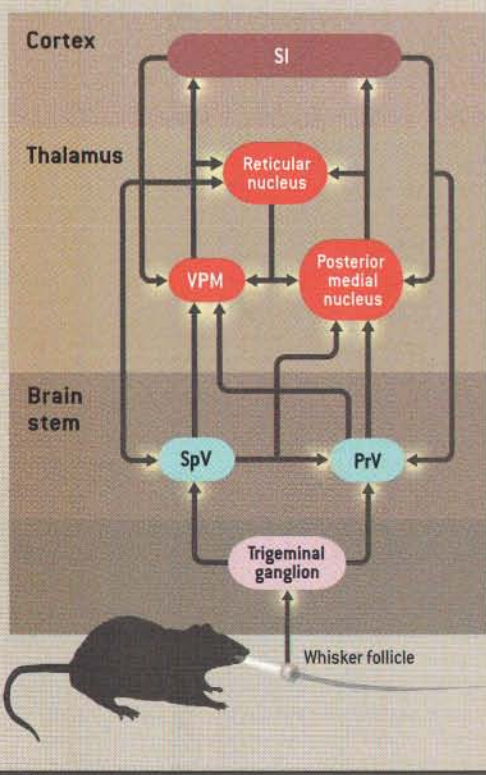 Cortex
SI
Thalamus
Reticular
nucleus
VPM
Posterior
medial
nucleus
Brain
stem
SpV
PrV
Trigeminal
ganglion
Whisker follicle